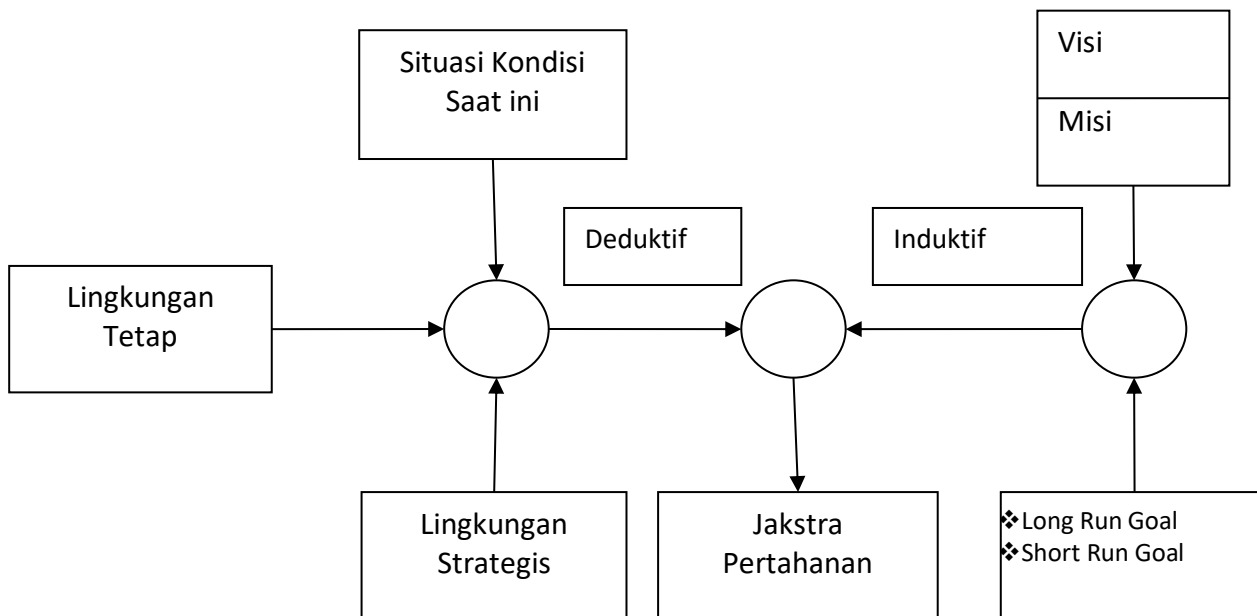 Situasi Kondisi
Saat ini
Visi
Misi
Deduktif
Induktif
Lingkungan
Tetap
Lingkungan
Strategis
Jakstra
Pertahanan
❖Long Run Goal
❖Short Run Goal